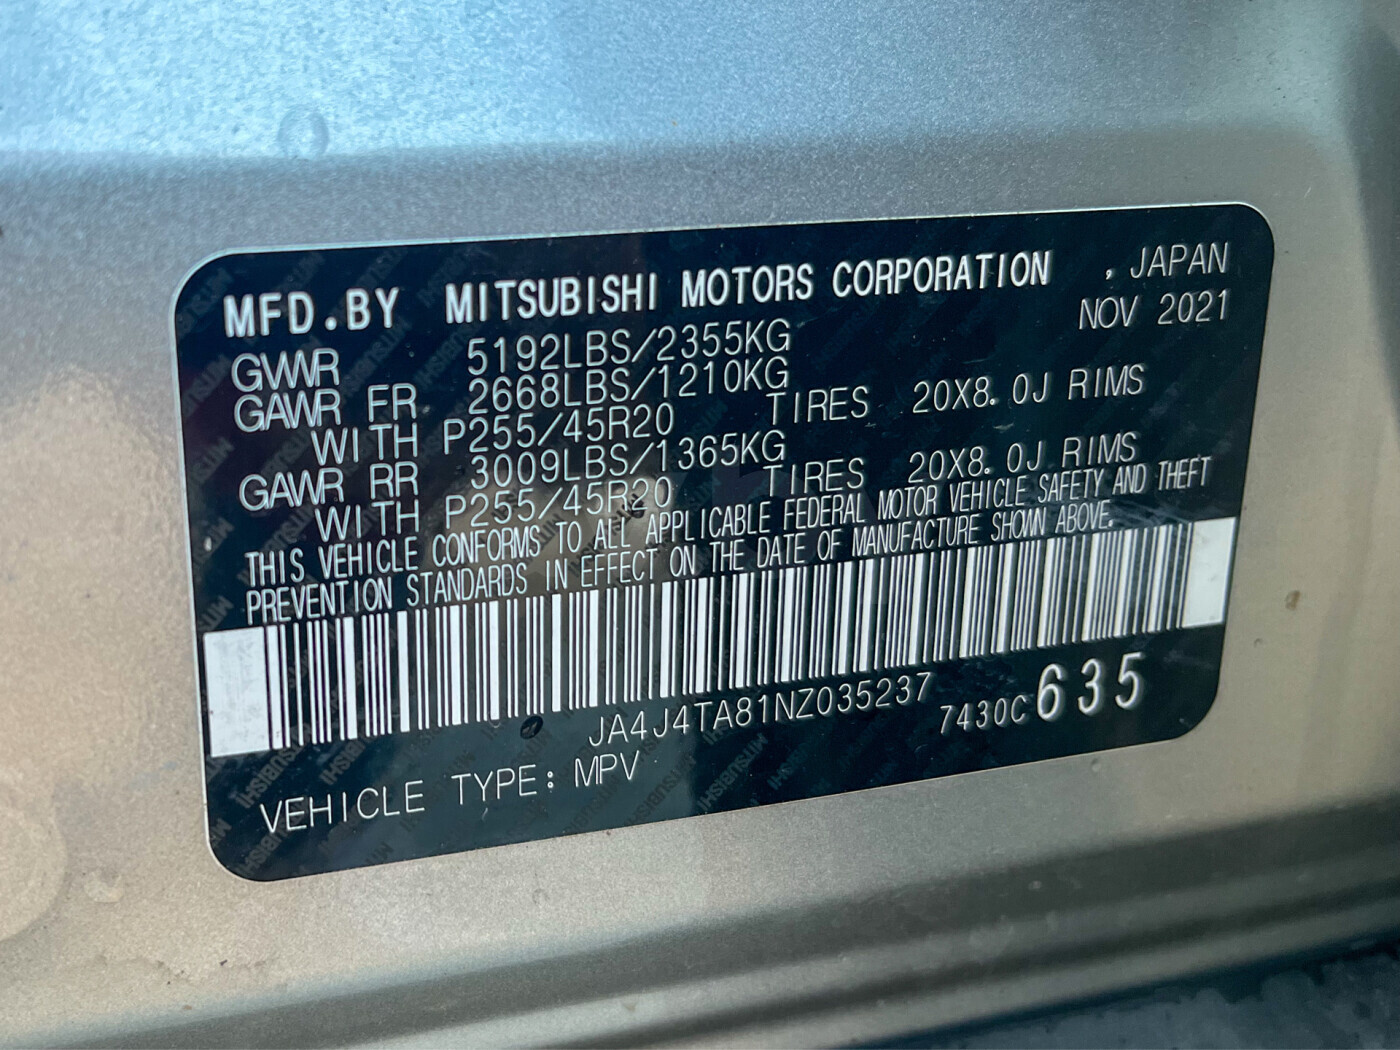 MFD.BY MITSUBISHI MOTORS CORPORATION , JAPAN
NOV 2021
GVWR 5192LBS/2355KG
GAWR FR 2668LBS/1210KG
WITH P255/45R20 TIRES 20X8.0J RIMS
GAWR RR 3009LBS/1365KG
WITH P255/45R20 TIRES 20X8.0J RIMS
THIS VEHICLE CONFORMS TO ALL APPLICABLE FEDERAL MOTOR VEHICLE SAFETY AND THEFT
PREVENTION STANDARDS IN EFFECT ON THE DATE OF MANUFACTURE SHOWN ABOVE.
JA4J4TA81NZ035237 7430C 635
VEHICLE TYPE: MPV